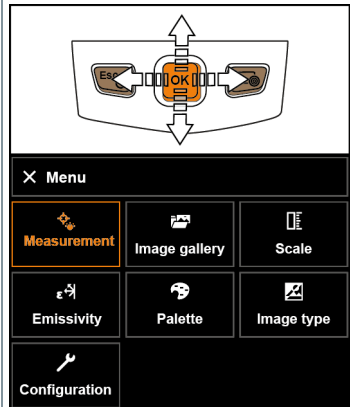 Esc
OK
Menu
Measurement
Image gallery
Scale
ε
Emissivity
Palette
Image type
Configuration